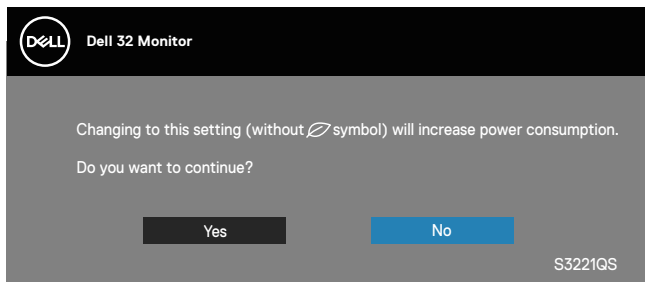 DELL
Dell 32 Monitor
Changing to this setting (without symbol) will increase power consumption.
Do you want to continue?
Yes No
S3221QS